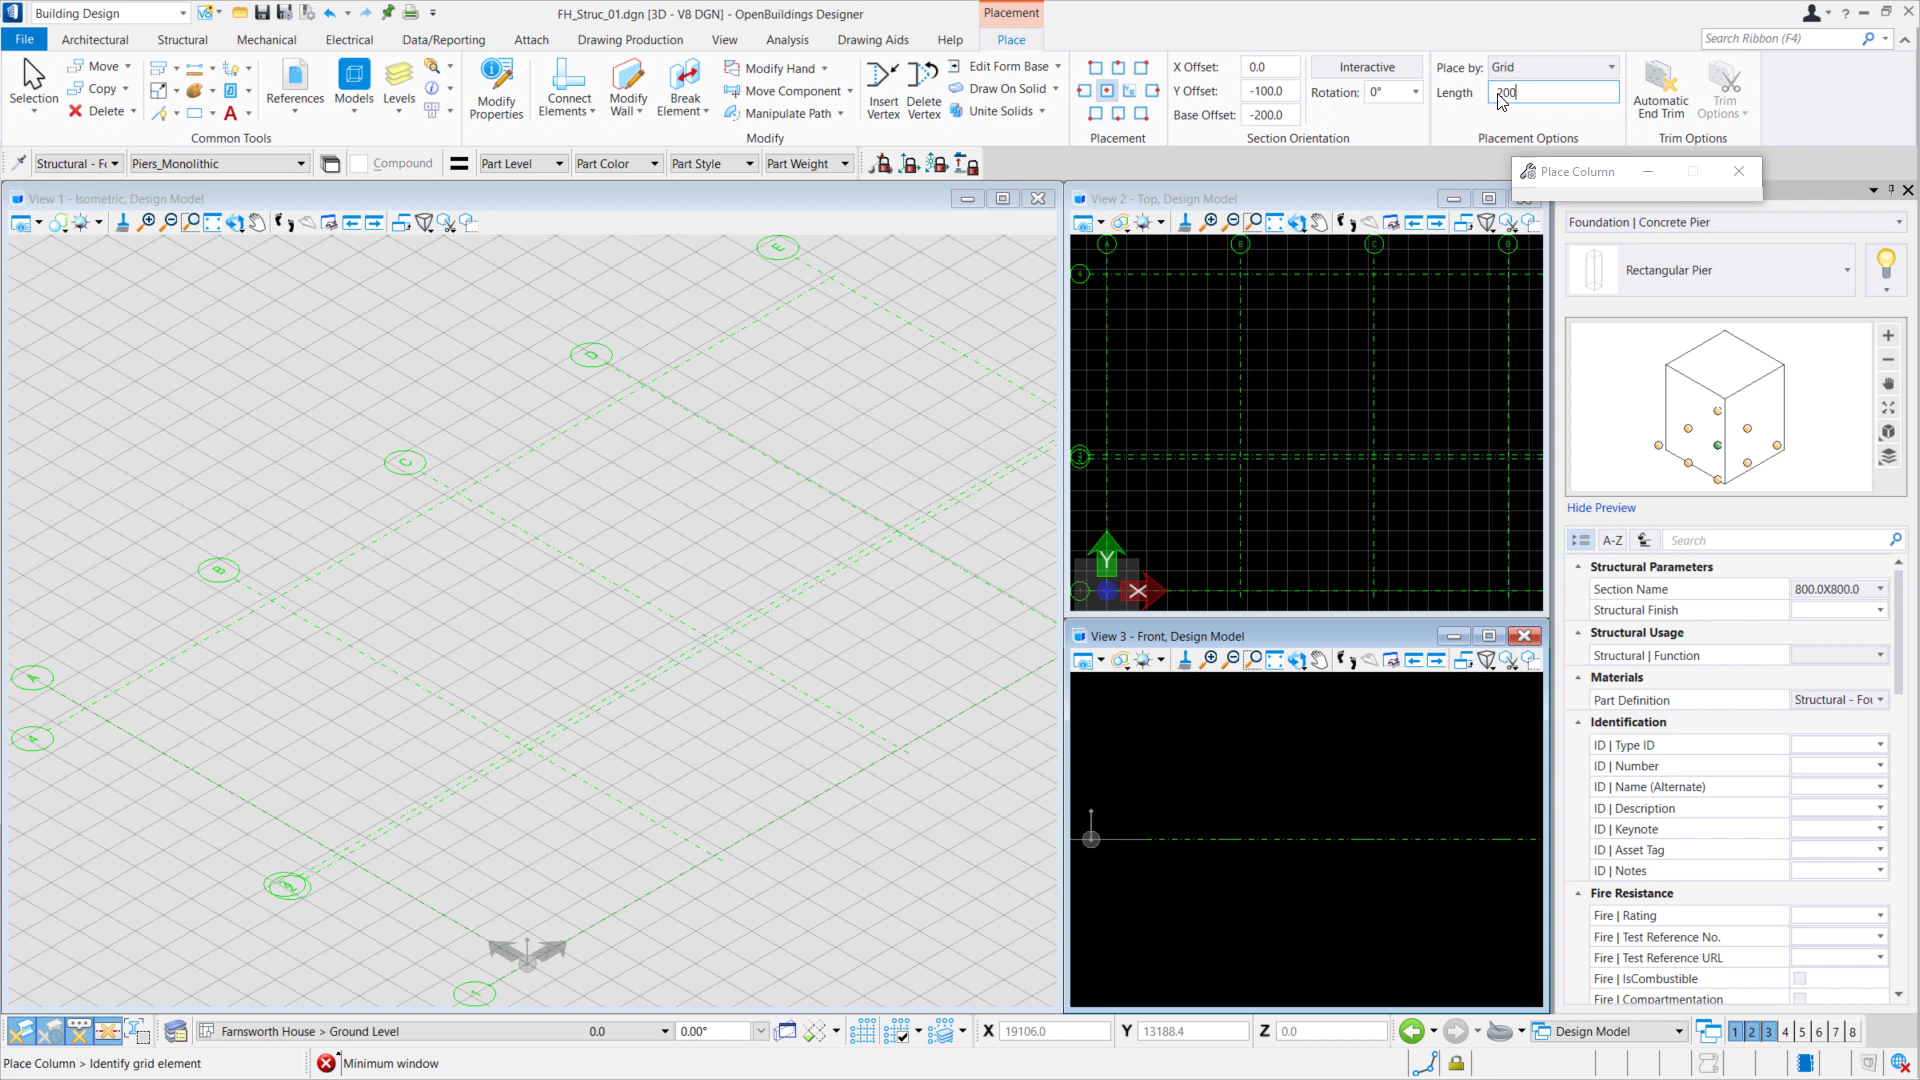 Building Design
FH_Struc_01.dgn [3D - V8 DGN] - OpenBuildings Designer
Placement
File
Architectural
Structural
Mechanical
Electrical
Data/Reporting
Attach
Drawing Production
View
Analysis
Drawing Aids
Help
Place
Search Ribbon (F4)
Selection
Move
Copy
Delete
References
Models
Levels
Common Tools
Modify
Properties
Connect
Elements
Modify
Wall
Break
Element
Modify Hand
Modify Component
Manipulate Path
Insert
Vertex
Delete
Vertex
Edit Form Base
Draw On Solid
Unite Solids
Modify
Placement
X Offset:
0.0
Y Offset:
-100.0
Base Offset:
-200.0
Interactive
Rotation:
0°
Section Orientation
Place by:
Grid
Length
200
Placement Options
Automatic
End Trim
Trim
Options
Trim Options
Structural - Fo
Piers_Monolithic
Compound
Part Level
Part Color
Part Style
Part Weight
Place Column
View 1 - Isometric, Design Model
E
D
C
B
A
4
1
View 2 - Top, Design Model
A
B
C
D
4
Y
X
View 3 - Front, Design Model
Foundation | Concrete Pier
Rectangular Pier
Hide Preview
A-Z
Search
Structural Parameters
Section Name
800.0X800.0
Structural Finish
Structural Usage
Structural | Function
Materials
Part Definition
Structural - Fou
Identification
ID | Type ID
ID | Number
ID | Name (Alternate)
ID | Description
ID | Keynote
ID | Asset Tag
ID | Notes
Fire Resistance
Fire | Rating
Fire | Test Reference No.
Fire | Test Reference URL
Fire | IsCombustible
Fire | Compartmentation
Farnsworth House > Ground Level
0.0
0.00°
X
19106.0
Y
13188.4
Z
0.0
Design Model
1 2 3 4 5 6 7 8
Place Column > Identify grid element
Minimum window